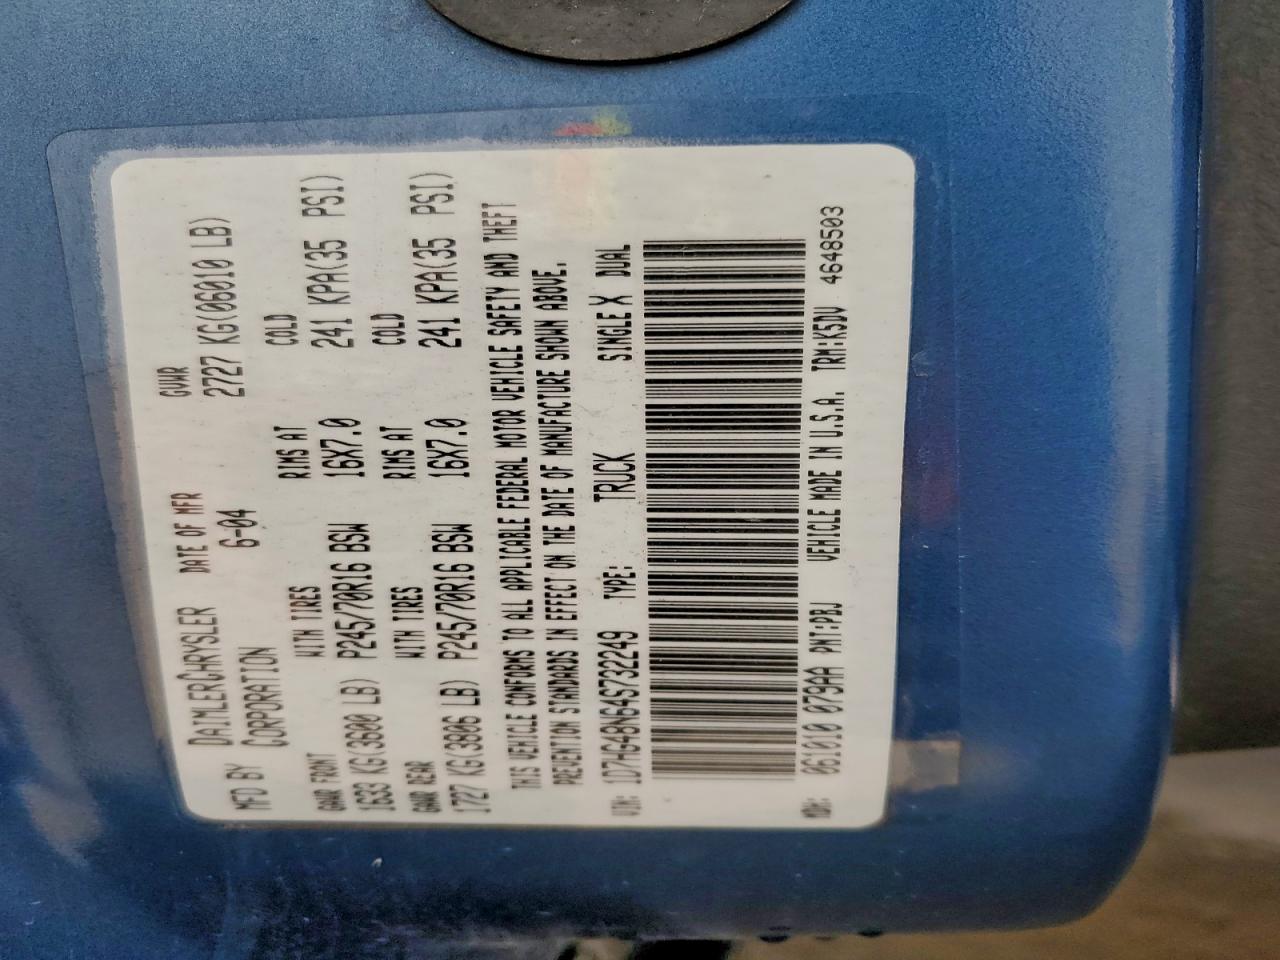 MFD BY DAIMLERCHRYSLER CORPORATION DATE OF MFR 6-04 GVWR 2727 KG(06010 LB)
GAWR FRONT WITH TIRES RIMS AT COLD
1633 KG(3600 LB) P245/70R16 BSW 16X7.0 241 KPA(35 PSI)
GAWR REAR WITH TIRES RIMS AT COLD
1727 KG(3806 LB) P245/70R16 BSW 16X7.0 241 KPA(35 PSI)
THIS VEHICLE CONFORMS TO ALL APPLICABLE FEDERAL MOTOR VEHICLE SAFETY AND THEFT
PREVENTION STANDARDS IN EFFECT ON THE DATE OF MANUFACTURE SHOWN ABOVE.
VIN: 1D7HG48N64S732249 TYPE: TRUCK SINGLE X DUAL
MDH: 061010 079AA PNT:PBJ VEHICLE MADE IN U.S.A. TRM:K5DV 4648503